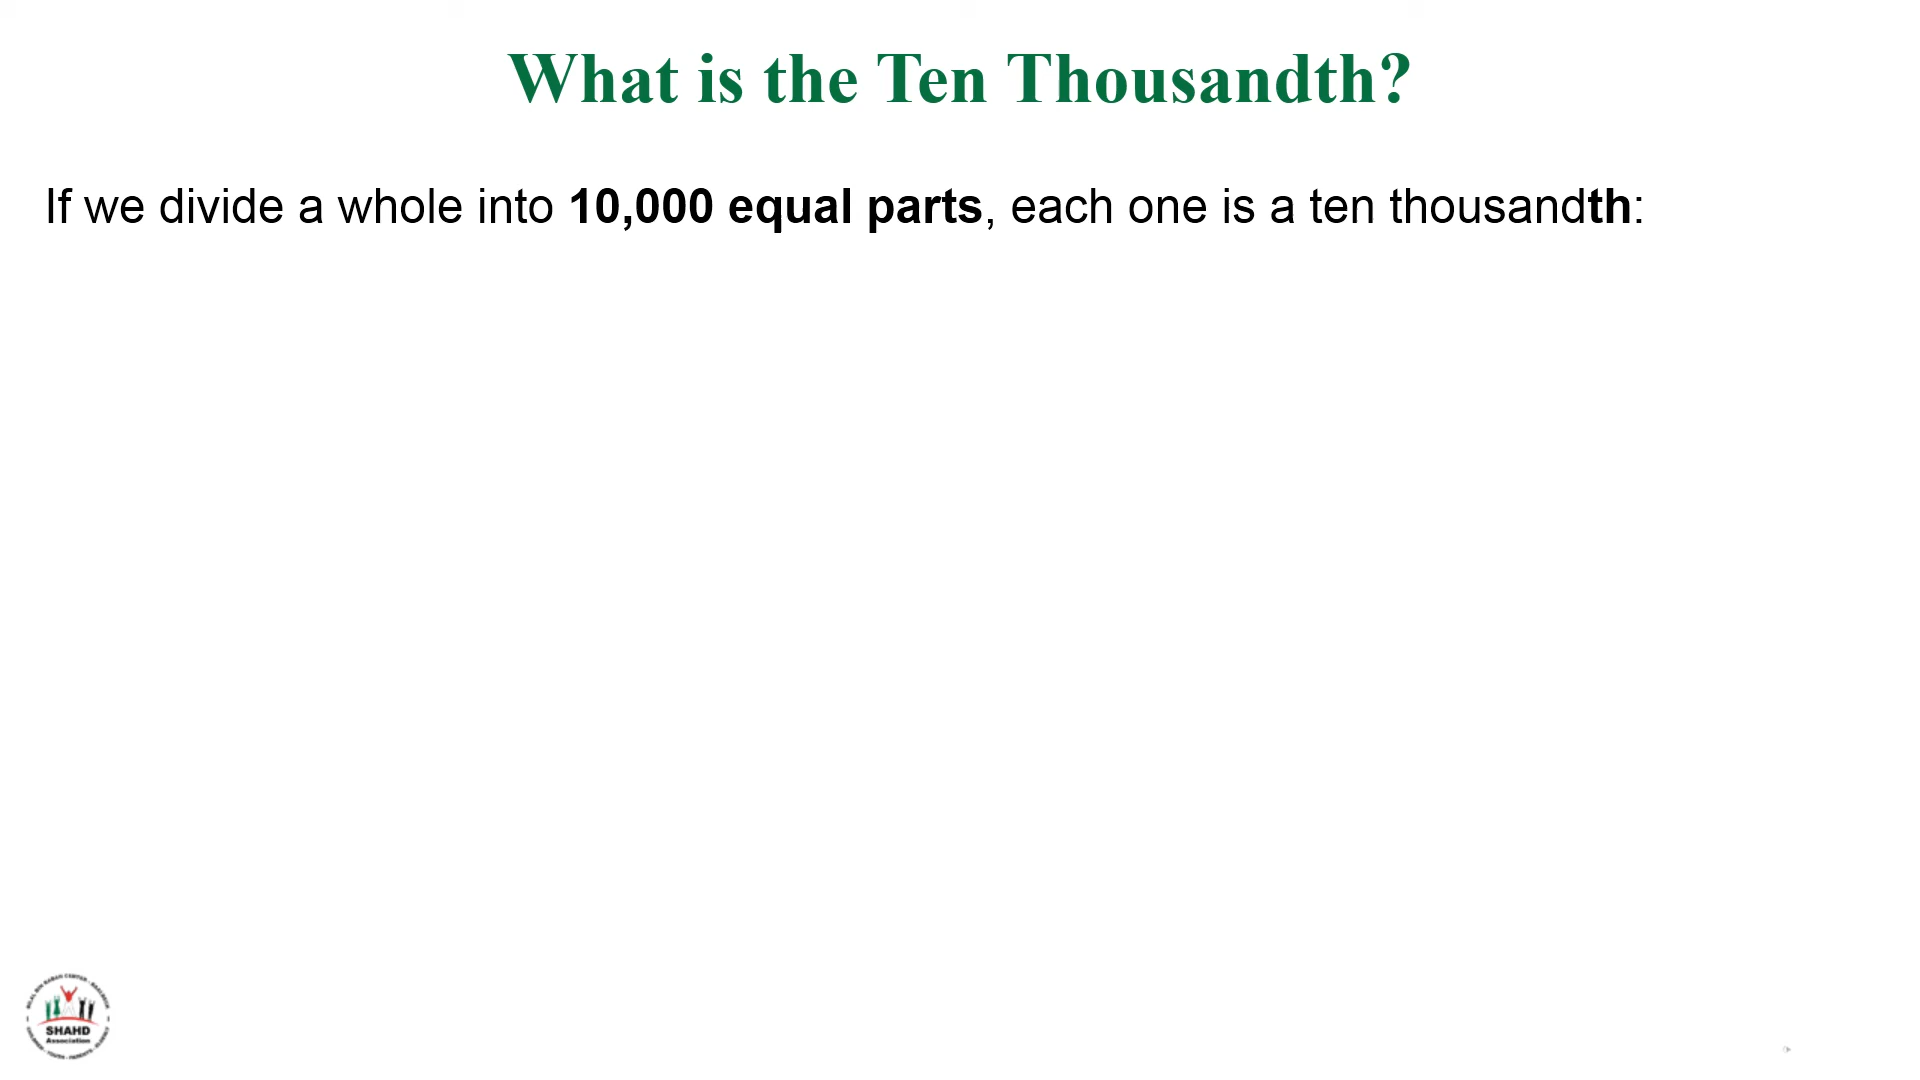 What is the Ten Thousandth?
If we divide a whole into 10,000 equal parts, each one is a ten thousandth:
SHAHD
Association